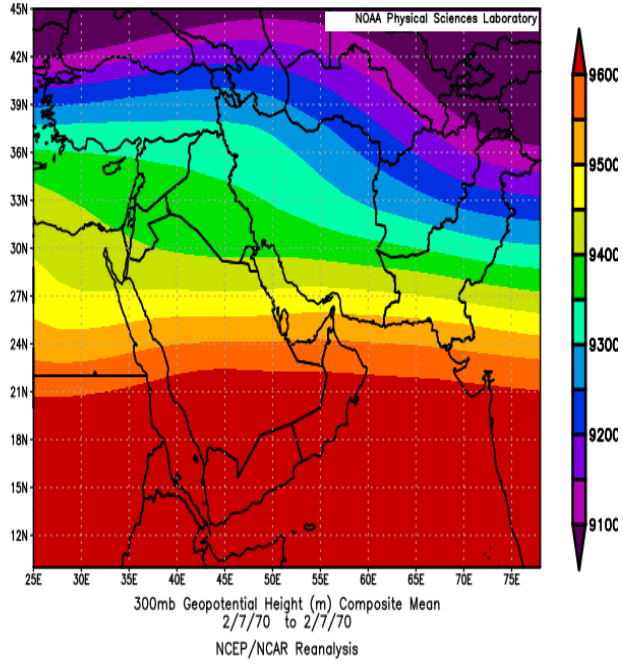 NOAA Physical Sciences Laboratory
45N
42N
39N
36N
33N
30N
27N
24N
21N
18N
15N
12N
25E 30E 35E 40E 45E 50E 55E 60E 65E 70E 75E
9600
9500
9400
9300
9200
9100
300mb Geopotential Height (m) Composite Mean
2/7/70 to 2/7/70
NCEP/NCAR Reanalysis